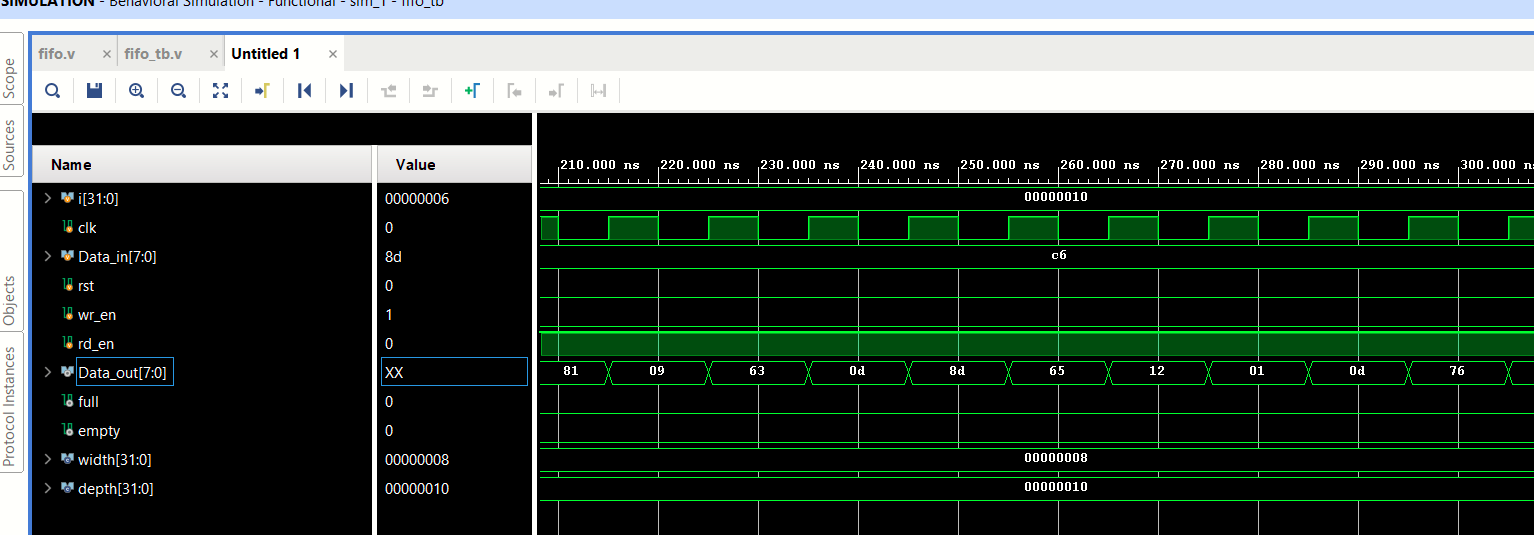 SIMULATION - Behavioral Simulation - Functional - sim_1 - fifo_tb
fifo.v × fifo_tb.v × Untitled 1 ×
Scope
Sources
Objects
Protocol Instances
Name Value
210.000 ns 220.000 ns 230.000 ns 240.000 ns 250.000 ns 260.000 ns 270.000 ns 280.000 ns 290.000 ns 300.000 ns
i[31:0] 00000006 00000010
clk 0
Data_in[7:0] 8d c6
rst 0
wr_en 1
rd_en 0
Data_out[7:0] XX 81 09 63 0d 8d 65 12 01 0d 76
full 0
empty 0
width[31:0] 00000008 00000008
depth[31:0] 00000010 00000010